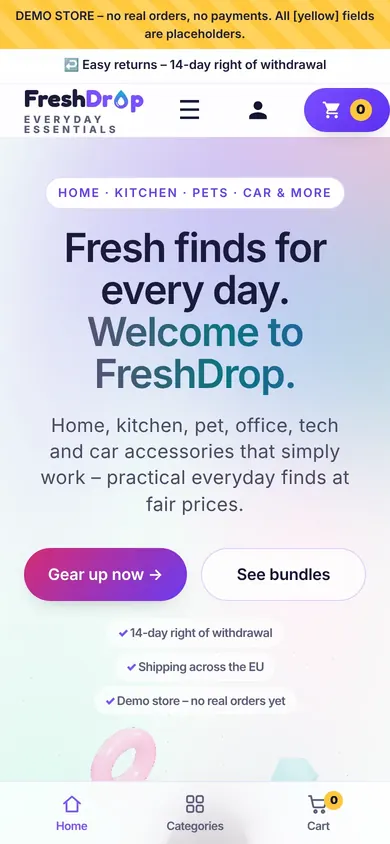 DEMO STORE – no real orders, no payments. All [yellow] fields
are placeholders.
↩️ Easy returns – 14-day right of withdrawal
FreshDrop
EVERYDAY
ESSENTIALS
0
HOME · KITCHEN · PETS · CAR & MORE
Fresh finds for
every day.
Welcome to
FreshDrop.
Home, kitchen, pet, office, tech
and car accessories that simply
work – practical everyday finds at
fair prices.
Gear up now →
See bundles
✓ 14-day right of withdrawal
✓ Shipping across the EU
✓ Demo store – no real orders yet
0
Home
Categories
Cart